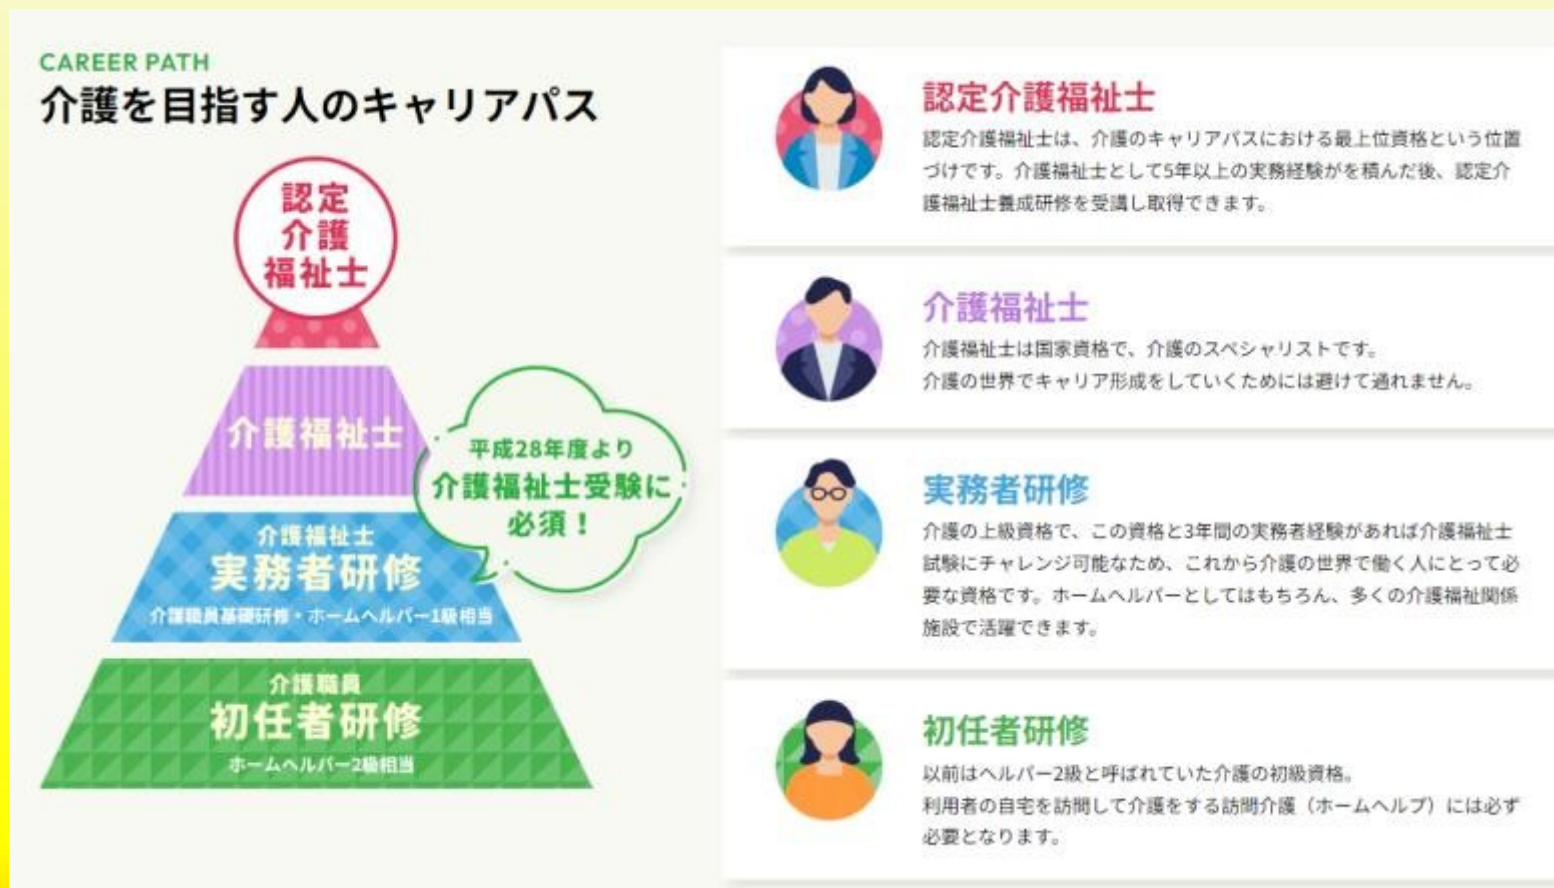 CAREER PATH
介護を目指す人のキャリアパス
認定
介護
福祉士
介護福祉士
平成28年度より
介護福祉士受験に
必須！
介護福祉士
実務者研修
介護職員基礎研修・ホームヘルパー1級相当
介護職員
初任者研修
ホームヘルパー2級相当
認定介護福祉士
認定介護福祉士は、介護のキャリアパスにおける最上位資格という位置
づけです。介護福祉士として5年以上の実務経験がを積んだ後、認定介
護福祉士養成研修を受講し取得できます。
介護福祉士
介護福祉士は国家資格で、介護のスペシャリストです。
介護の世界でキャリア形成をしていくためには避けて通れません。
実務者研修
介護の上級資格で、この資格と3年間の実務者経験があれば介護福祉士
試験にチャレンジ可能なため、これから介護の世界で働く人にとって必
要な資格です。ホームヘルパーとしてはもちろん、多くの介護福祉関係
施設で活躍できます。
初任者研修
以前はヘルパー2級と呼ばれていた介護の初級資格。
利用者の自宅を訪問して介護をする訪問介護（ホームヘルプ）には必ず
必要となります。